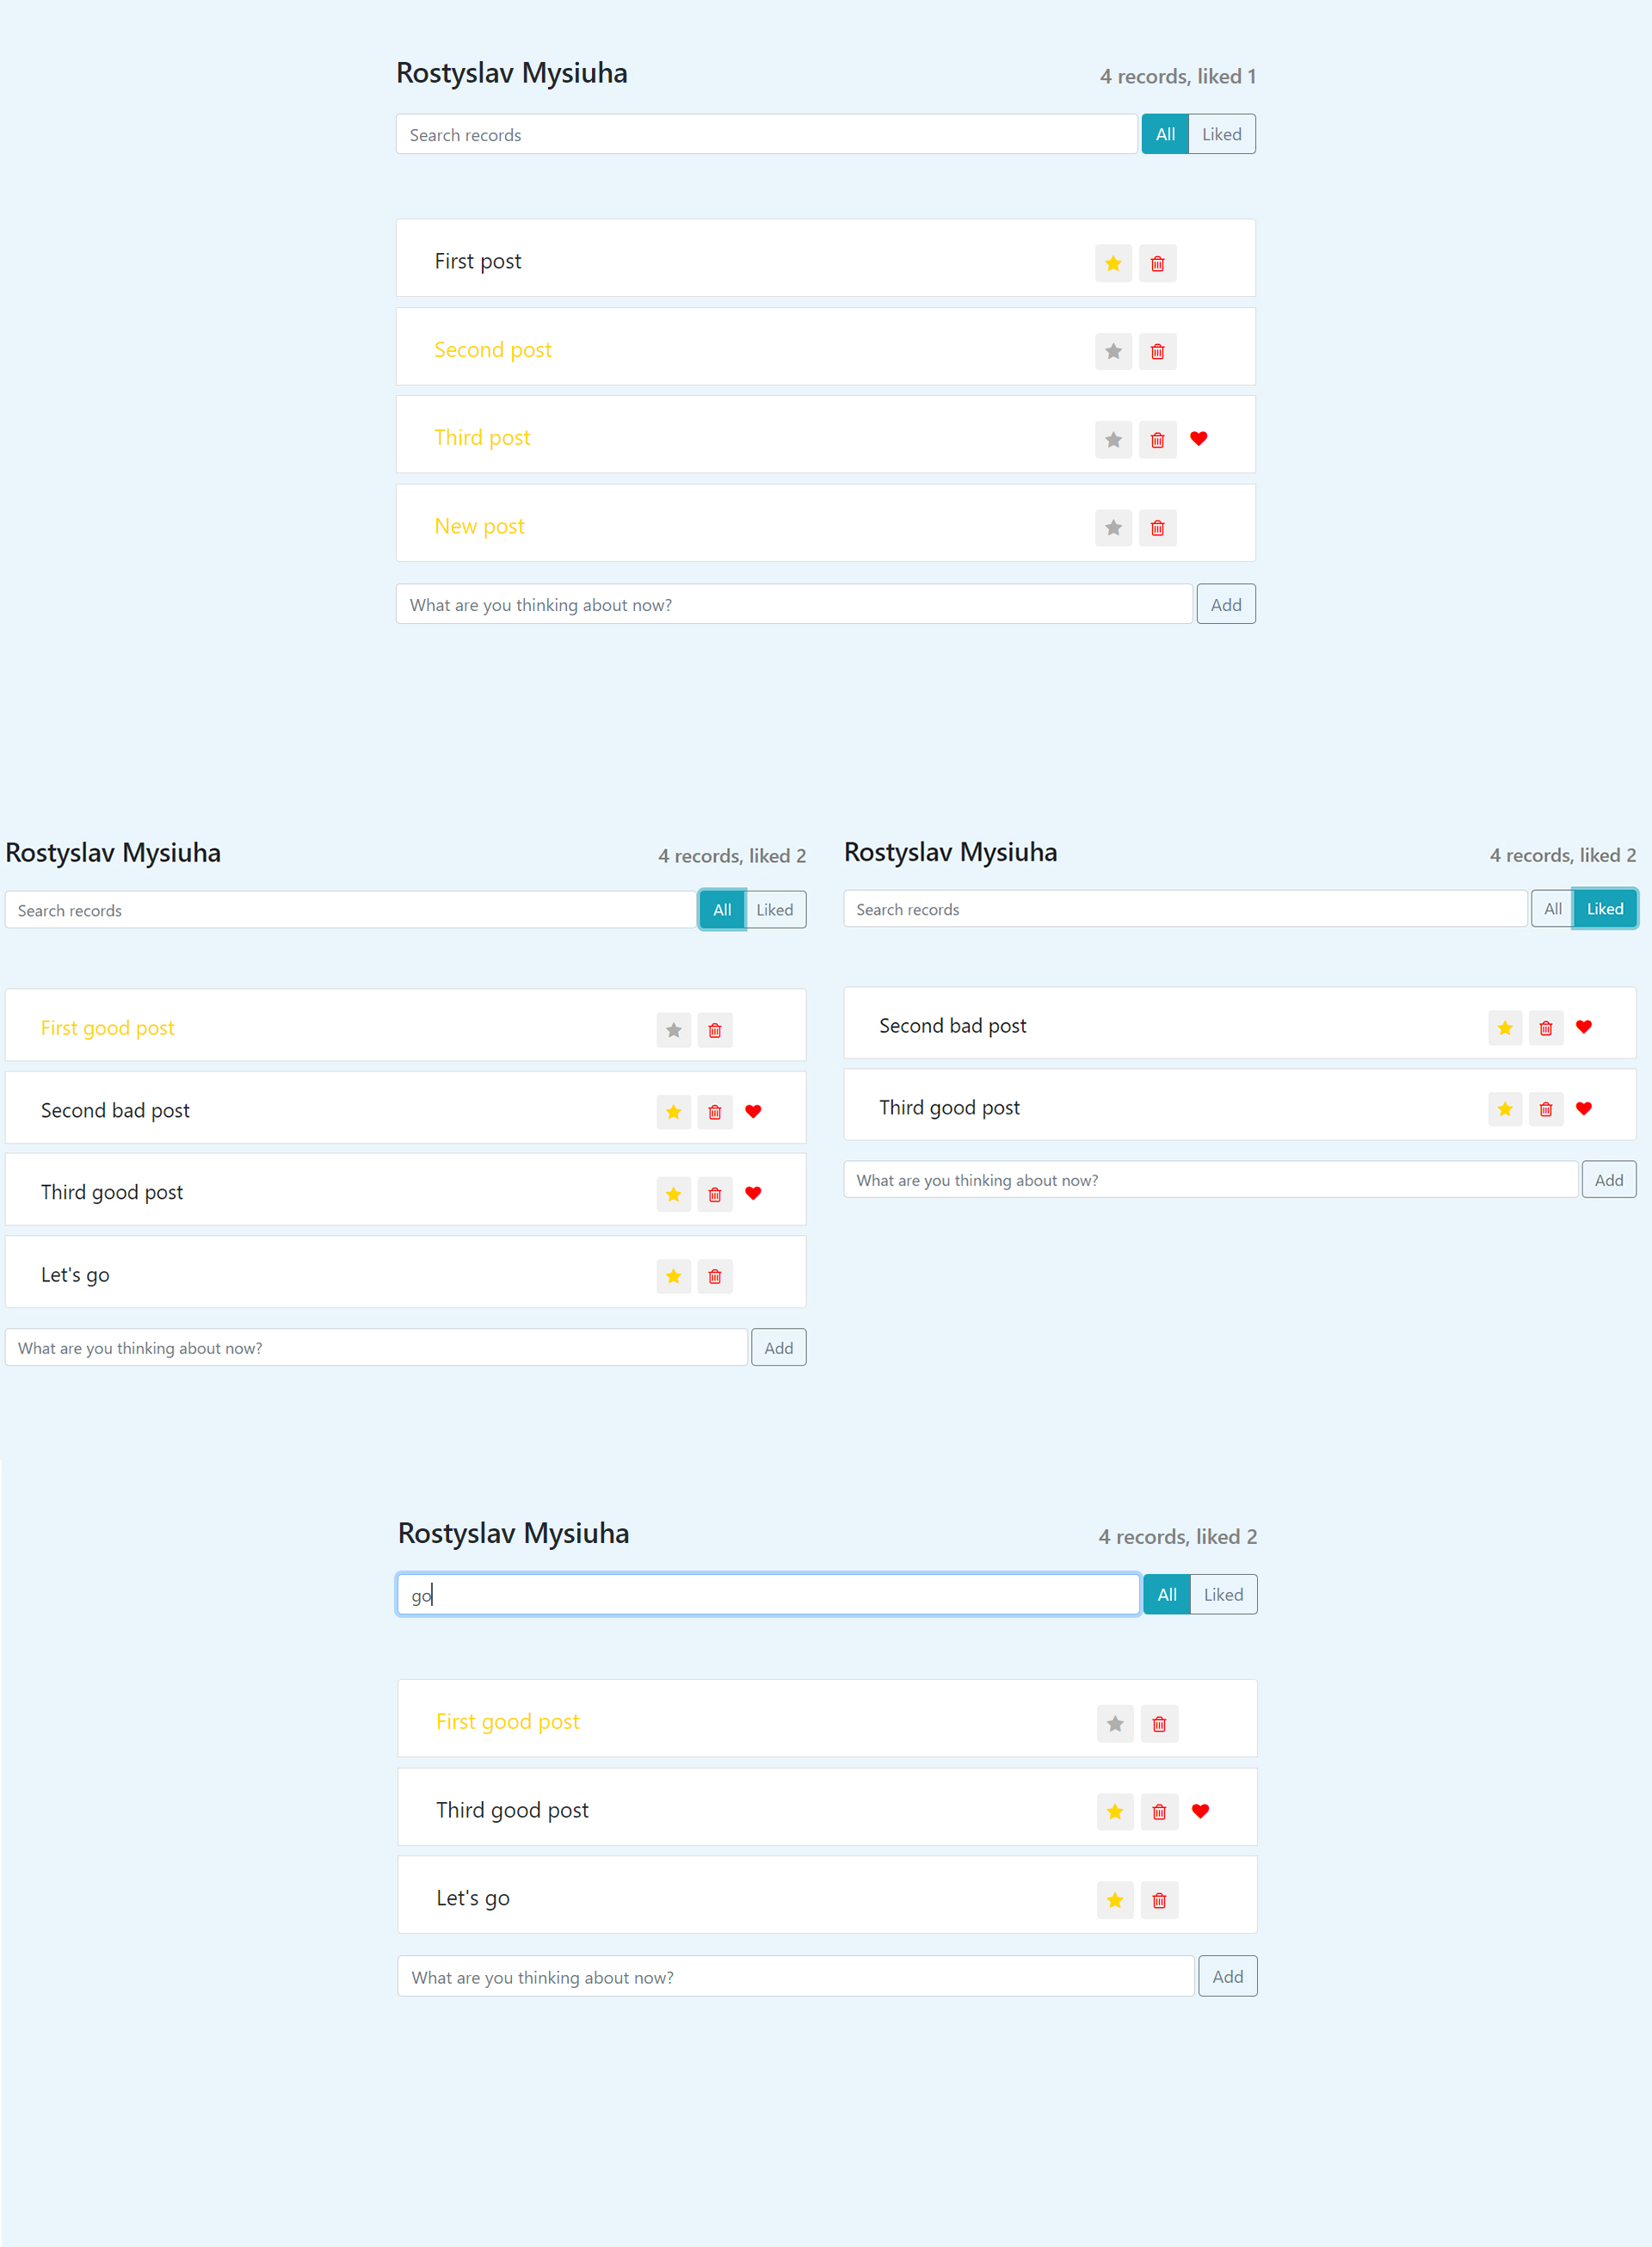 Rostyslav Mysiuha
4 records, liked 1
Search records
All
Liked
First post
Second post
Third post
New post
What are you thinking about now?
Add
Rostyslav Mysiuha
4 records, liked 2
Search records
All
Liked
First good post
Second bad post
Third good post
Let's go
What are you thinking about now?
Add
Rostyslav Mysiuha
4 records, liked 2
Search records
All
Liked
Second bad post
Third good post
What are you thinking about now?
Add
Rostyslav Mysiuha
4 records, liked 2
go
All
Liked
First good post
Third good post
Let's go
What are you thinking about now?
Add